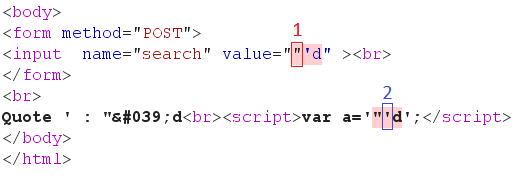 <body>
1
<form method="POST">
<input  name="search" value=""'d" ><br>
</form>
<br>
2
Quote ' : "&#039;d<br><script>var a='"'d';</script>
</body>
</html>